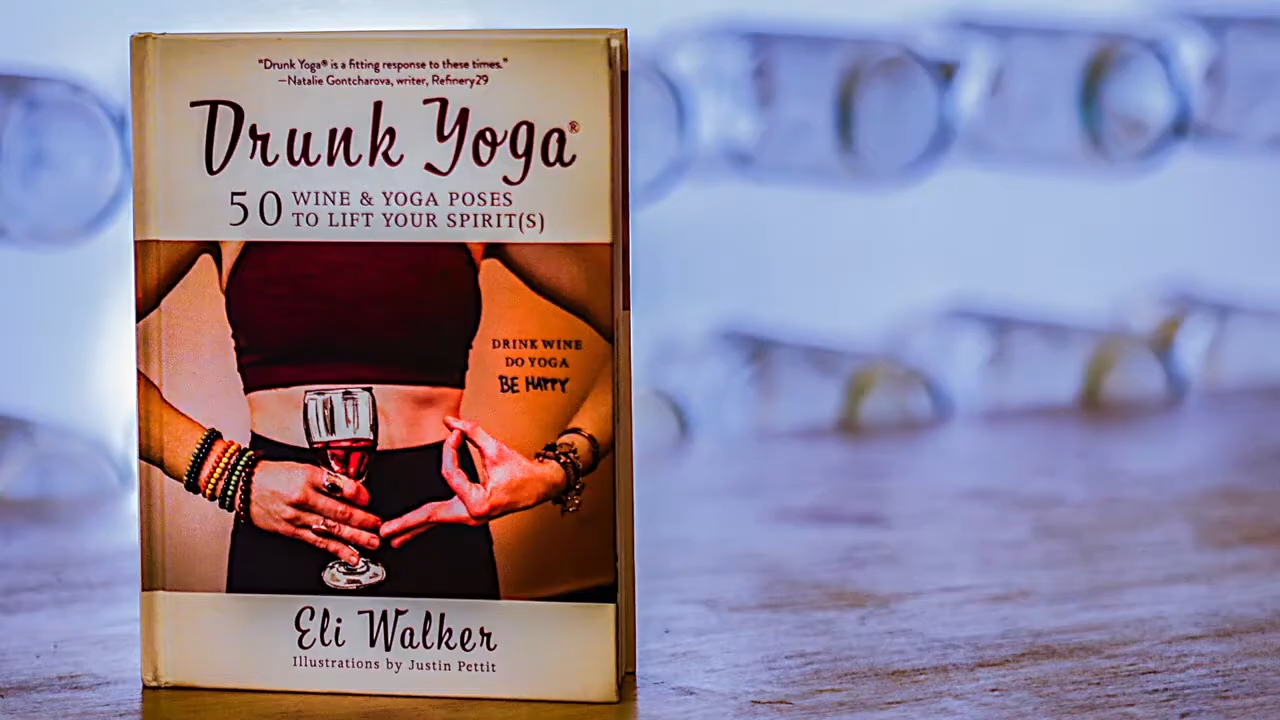 "Drunk Yoga® is a fitting response to these times."
—Natalie Gontcharova, writer, Refinery29
Drunk Yoga®
50 WINE & YOGA POSES
TO LIFT YOUR SPIRIT(S)
DRINK WINE
DO YOGA
BE HAPPY
Eli Walker
Illustrations by Justin Pettit